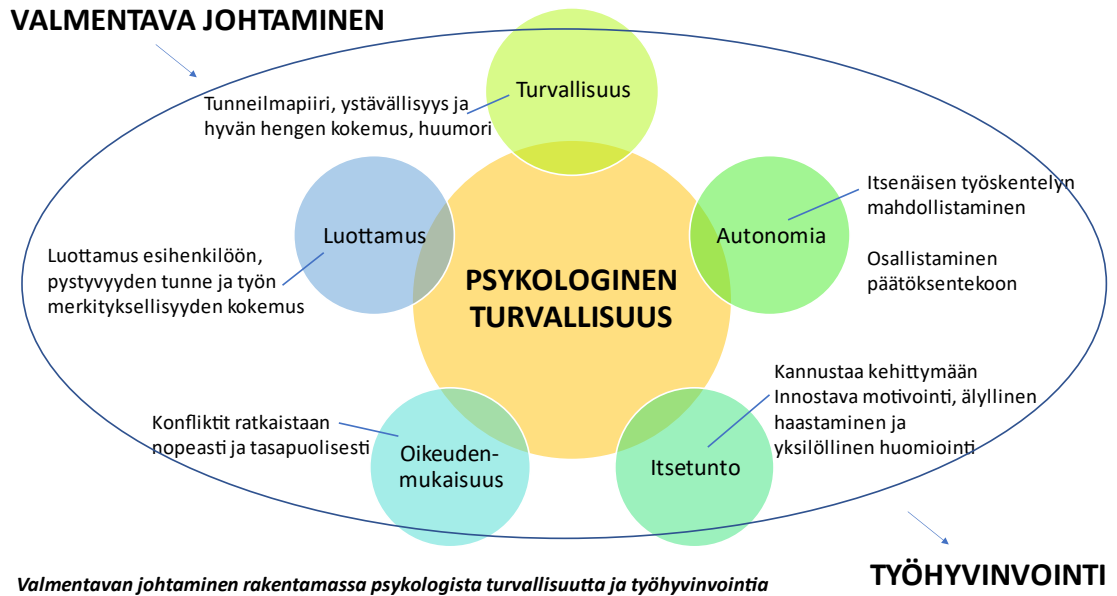 VALMENTAVA JOHTAMINEN
Turvallisuus
Tunneilmapiiri, ystävällisyys ja
hyvän hengen kokemus, huumori
Luottamus
Luottamus esihenkilöön,
pystyvyyden tunne ja työn
merkityksellisyyden kokemus
PSYKOLOGINEN
TURVALLISUUS
Autonomia
Itsenäisen työskentelyn
mahdollistaminen
Osallistaminen
päätöksentekoon
Konfliktit ratkaistaan
nopeasti ja tasapuolisesti
Oikeuden-
mukaisuus
Itsetunto
Kannustaa kehittymään
Innostava motivointi, älyllinen
haastaminen ja
yksilöllinen huomiointi
Valmentavan johtaminen rakentamassa psykologista turvallisuutta ja työhyvinvointia
TYÖHYVINVOINTI